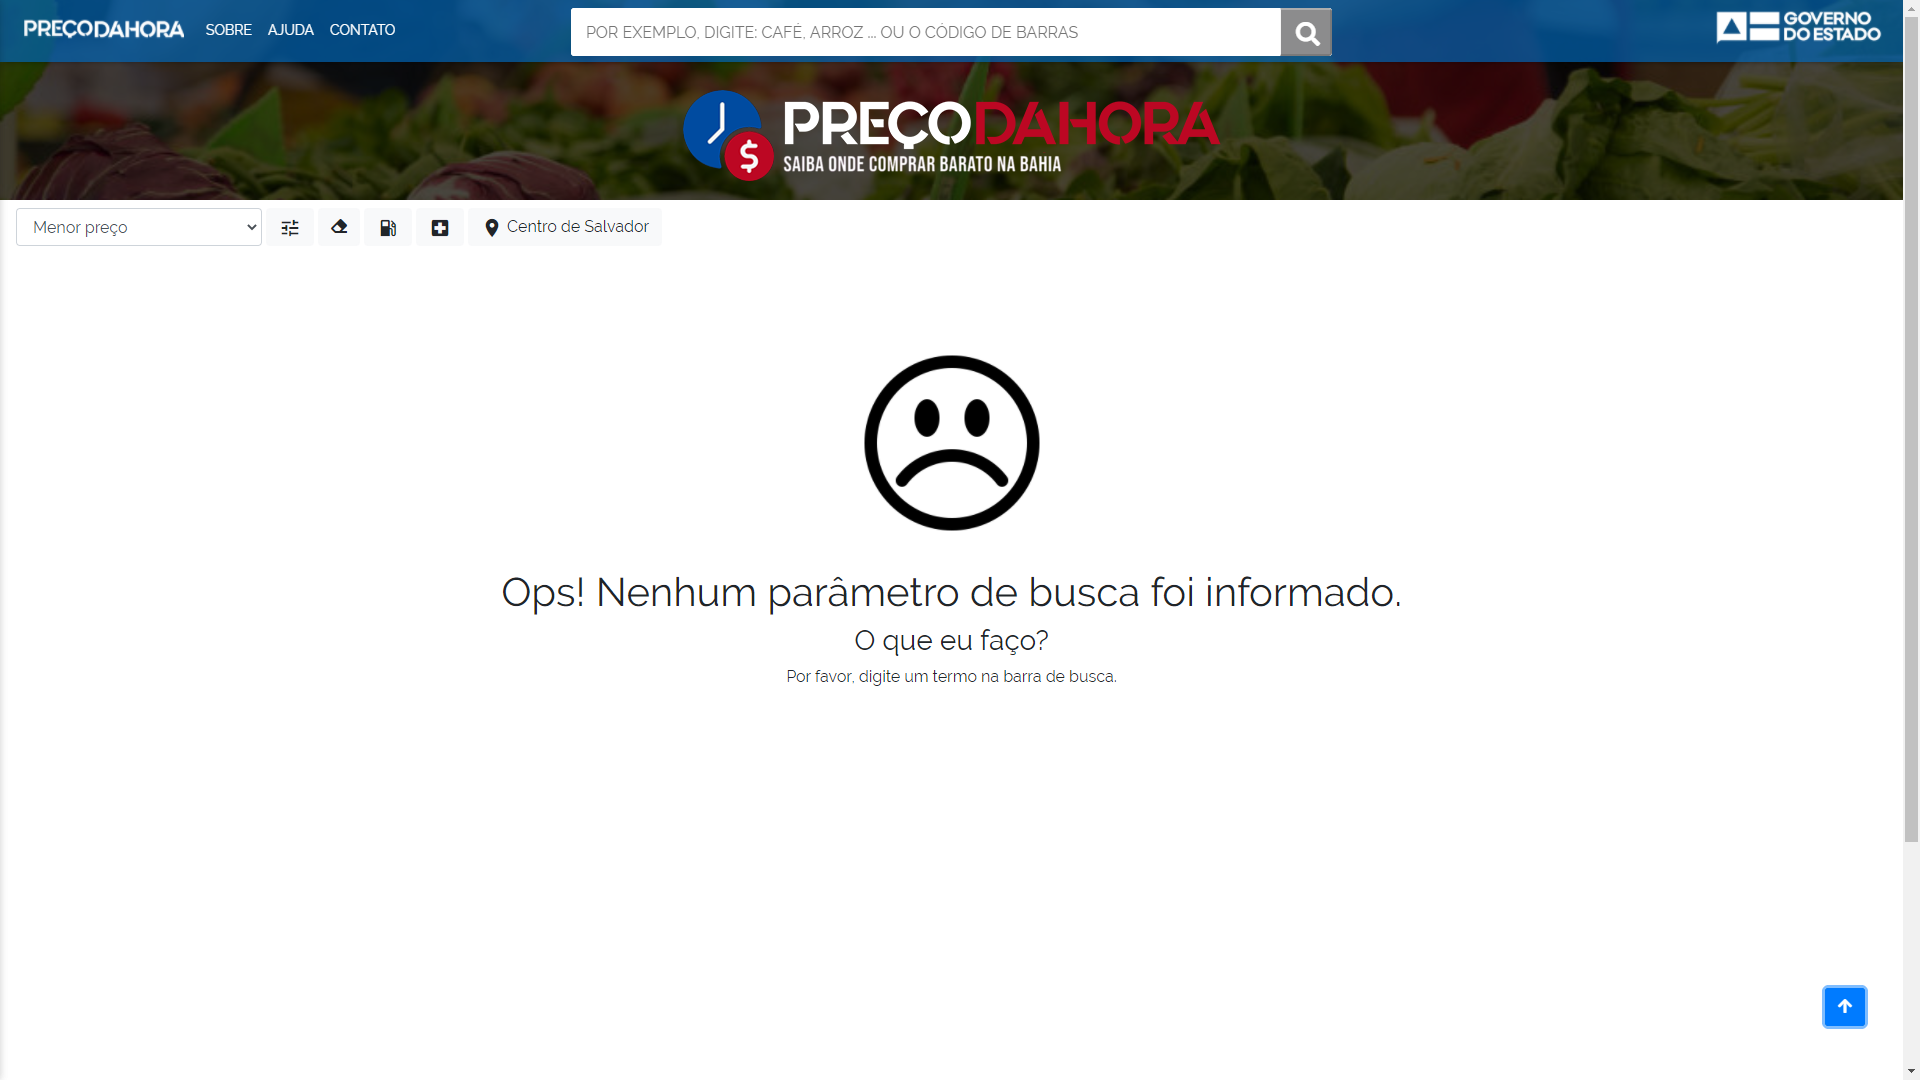 PREÇODAHORA
SOBRE
AJUDA
CONTATO
POR EXEMPLO, DIGITE: CAFÉ, ARROZ ... OU O CÓDIGO DE BARRAS
GOVERNO
DO ESTADO
PREÇODAHORA
$
SAIBA ONDE COMPRAR BARATO NA BAHIA
Menor preço
Centro de Salvador
Ops! Nenhum parâmetro de busca foi informado.
O que eu faço?
Por favor, digite um termo na barra de busca.